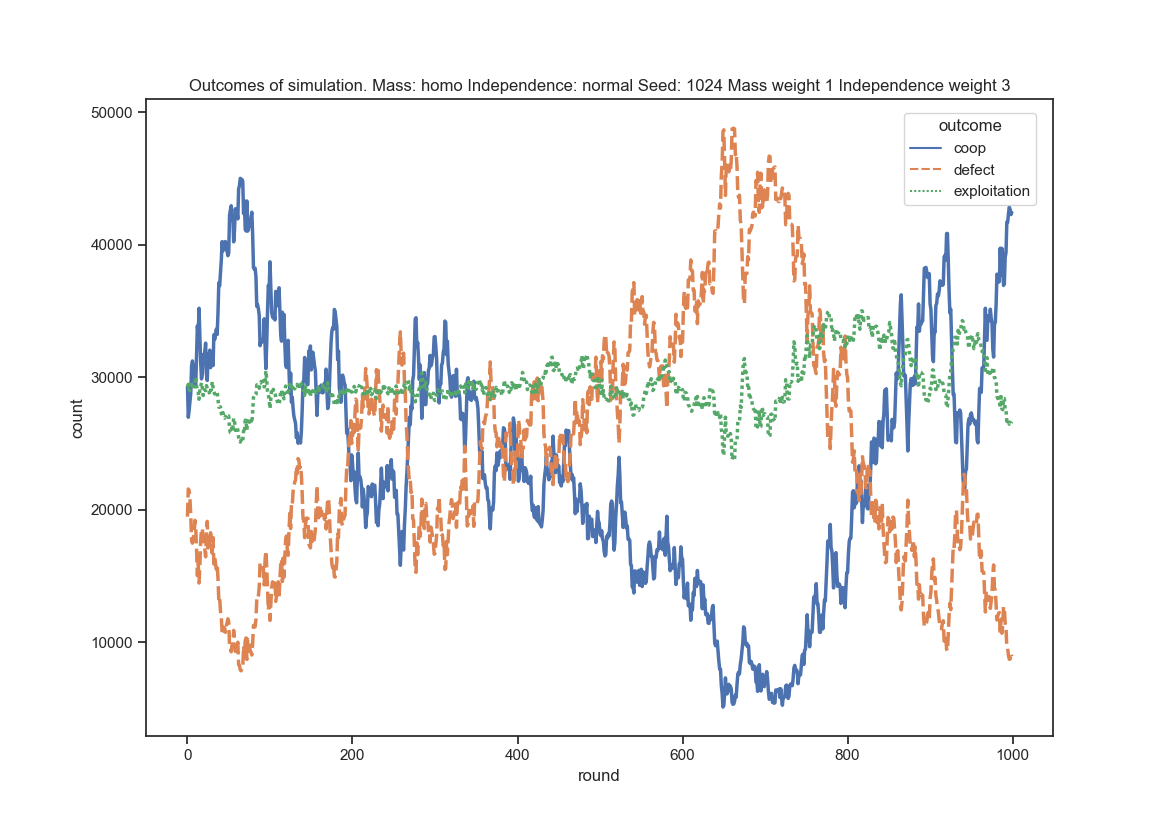 Outcomes of simulation. Mass: homo Independence: normal Seed: 1024 Mass weight 1 Independence weight 3
outcome
coop
defect
exploitation
count
50000
40000
30000
20000
10000
0
200
400
600
800
1000
round